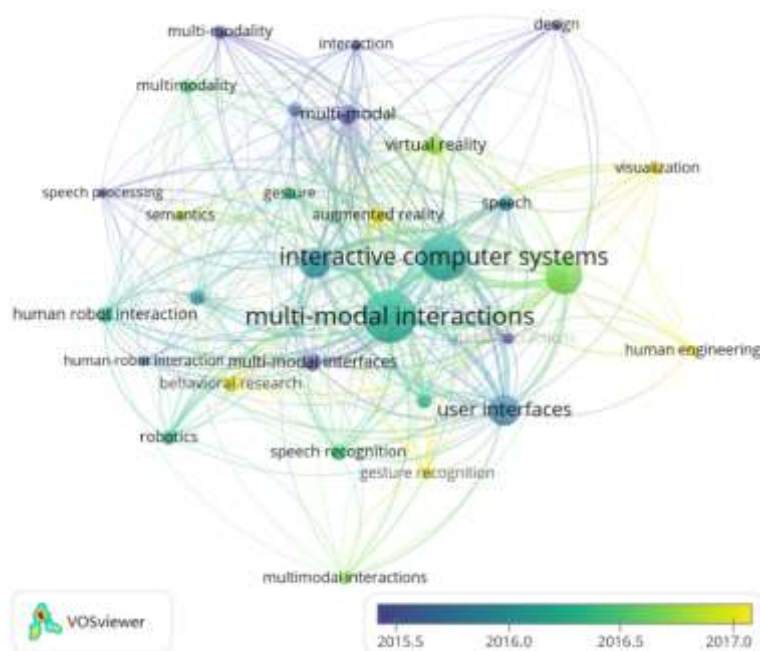 design
multi-modality
interaction
multimodality
multi-modal
virtual reality
visualization
speech processing
gesture
speech
semantics
augmented reality
interactive computer systems
human robot interaction
multi-modal interactions
human engineering
human-robot interaction
multi-modal interfaces
behavioral research
user interfaces
robotics
speech recognition
gesture recognition
multimodal interactions
VOSviewer
2015.5 2016.0 2016.5 2017.0